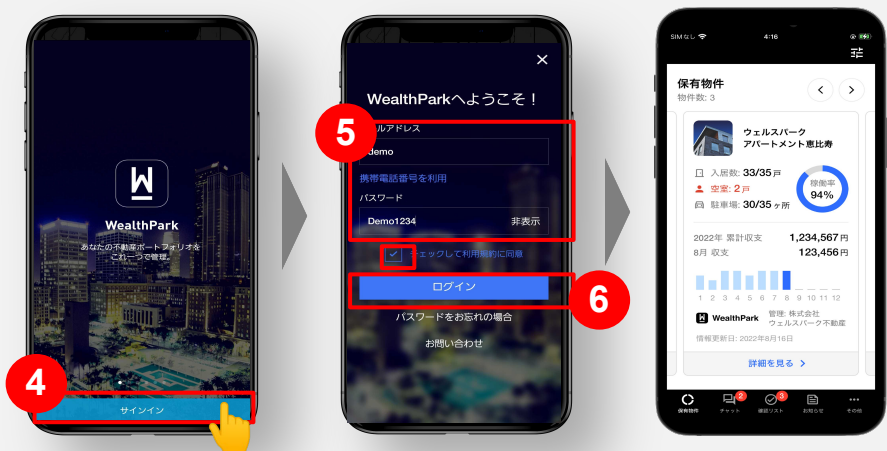 WealthPark
あなたの不動産ポートフォリオを
これ一つで管理。
4
サインイン
WealthParkへようこそ！
5
ールアドレス
demo
携帯電話番号を利用
パスワード
Demo1234
非表示
チェックして利用規約に同意
ログイン
6
パスワードをお忘れの場合
お問い合わせ
SIMなし
4:16
保有物件
物件数: 3
ウェルスパーク
アパートメント恵比寿
入居数: 33/35戸
空室: 2戸
駐車場: 30/35ヶ所
稼働率
94%
2022年 累計収支 1,234,567円
8月 収支 123,456円
1 2 3 4 5 6 7 8 9 10 11 12
WealthPark
管理: 株式会社
ウェルスパーク不動産
情報更新日: 2022年8月16日
詳細を見る
2
3
保有物件 チャット 確認リスト お知らせ その他